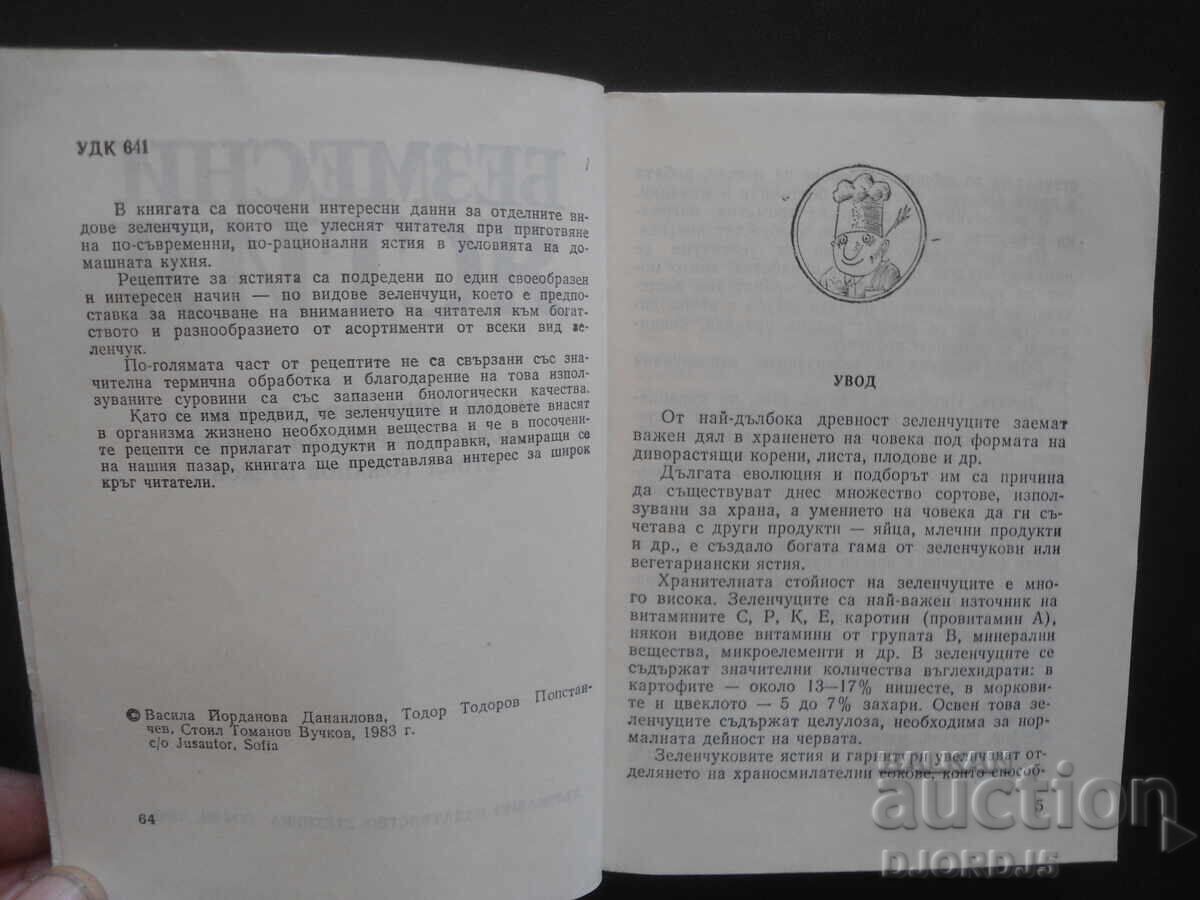 УДК 641
В книгата са посочени интересни данни за отделните ви-
дове зеленчуци, които ще улеснят читателя при приготвяне
на по-съвременни, по-рационални ястия в условията на до-
машната кухня.
Рецептите за ястията са подредени по един своеобразен
и интересен начин — по видове зеленчуци, което е предпо-
ставка за насочване на вниманието на читателя към богат-
ството и разнообразието от асортименти от всеки вид зе-
ленчук.
По-голямата част от рецептите не са свързани със зна-
чителна термична обработка и благодарение на това изпол-
зуваните суровини са със запазени биологически качества.
Като се има предвид, че зеленчуците и плодовете внасят
в организма жизнено необходими вещества и че в посочени-
те рецепти се прилагат продукти и подправки, намиращи се
на нашия пазар, книгата ще представлява интерес за широк
кръг читатели.
© Васила Йорданова Данаилова, Тодор Тодоров Попстай-
чев, Стоил Томанов Вучков, 1983 г.
c/o Jusautor, Sofia
64
УВОД
От най-дълбока древност зеленчуците заемат
важен дял в храненето на човека под формата на
диворастящи корени, листа, плодове и др.
Дългата еволюция и подборът им са причина
да съществуват днес множество сортове, изпол-
зувани за храна, а умението на човека да ги съ-
четава с други продукти — яйца, млечни продукти
и др., е създало богата гама от зеленчукови или
вегетариански ястия.
Хранителната стойност на зеленчуците е мно-
го висока. Зеленчуците са най-важен източник на
витамините C, P, K, E, каротин (провитамин A),
някои видове витамини от групата B, минерални
вещества, микроелементи и др. В зеленчуците се
съдържат значителни количества въглехидрати: в
картофите — около 13—17% нишесте, в моркови-
те и цвеклото — 5 до 7% захари. Освен това зе-
ленчуците съдържат целулоза, необходима за нор-
малната дейност на червата.
Зеленчуковите ястия и гарнитури увеличават от-
делянето на храносмилателни сокове, които способ-
5
БЕЗМЕСНИ
BALKAN
auction
DJORDJ5